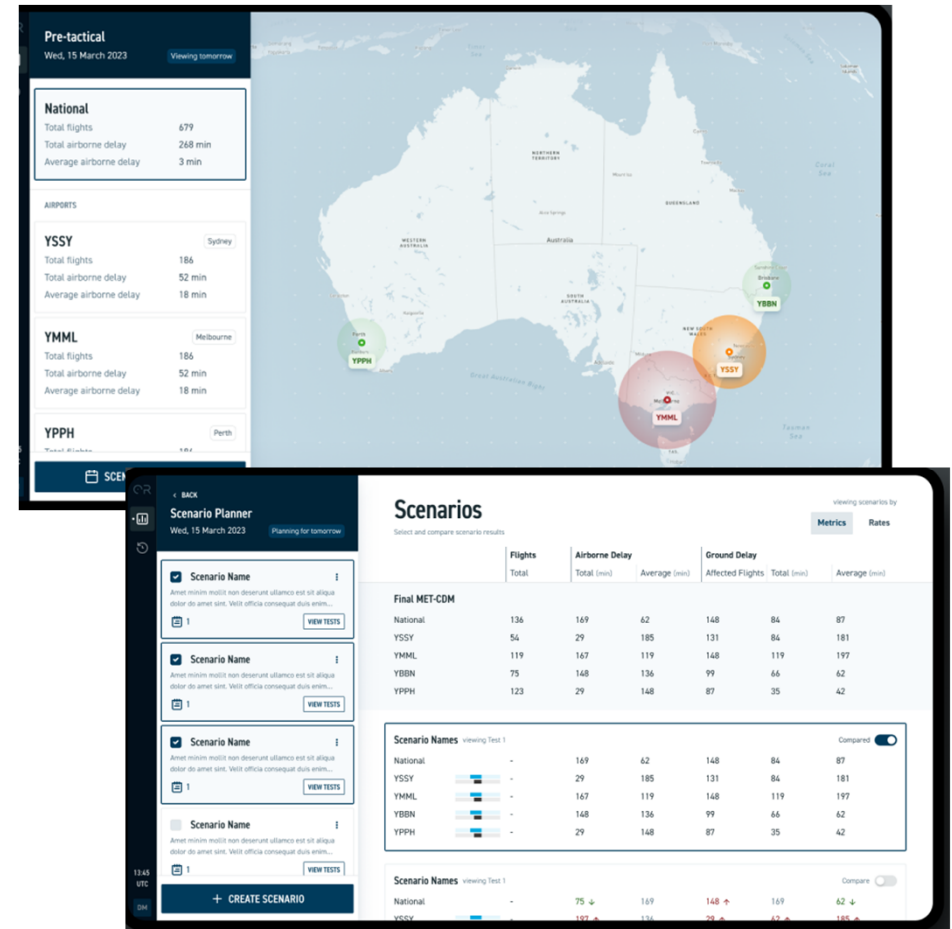 Pre-tactical
Wed, 15 March 2023 Viewing tomorrow
National
Total flights 679
Total airborne delay 268 min
Average airborne delay 3 min
AIRPORTS
YSSY Sydney
Total flights 186
Total airborne delay 52 min
Average airborne delay 18 min
YMML Melbourne
Total flights 186
Total airborne delay 52 min
Average airborne delay 18 min
YPPH Perth
NORTHERN
TERRITORY
QUEENSLAND
Coral
Sea
WESTERN
AUSTRALIA
Australia
SOUTH
AUSTRALIA
Brisbane
YBBN
NEW SOUTH
WALES
Perth
YPPH
YSSY
Great Australian Bight
YMML
Tasman
Sea
BACK
Scenario Planner
Wed, 15 March 2023 Planning for tomorrow
Scenario Name
Amet minim mollit non deserunt ullamco est sit aliqua
dolor do amet sint. Velit officia consequat duis enim...
1 VIEW TESTS
Scenario Name
Amet minim mollit non deserunt ullamco est sit aliqua
dolor do amet sint. Velit officia consequat duis enim...
1 VIEW TESTS
Scenario Name
Amet minim mollit non deserunt ullamco est sit aliqua
dolor do amet sint. Velit officia consequat duis enim...
1 VIEW TESTS
Scenario Name
Amet minim mollit non deserunt ullamco est sit aliqua
dolor do amet sint. Velit officia consequat duis enim...
1 VIEW TESTS
+ CREATE SCENARIO
13:45
UTC
DM
Scenarios
Select and compare scenario results
viewing scenarios by
Metrics Rates
Flights Airborne Delay Ground Delay
Total Total (min) Average (min) Affected Flights Total (min) Average (min)
Final MET-CDM
National 136 169 62 148 84 87
YSSY 54 29 185 131 84 181
YMML 119 167 119 148 119 197
YBBN 75 148 136 99 66 62
YPPH 123 29 148 87 35 42
Scenario Names viewing Test 1 Compared
National - 169 62 148 84 87
YSSY - 29 185 131 84 181
YMML - 167 119 148 119 197
YBBN - 148 136 99 66 62
YPPH - 29 148 87 35 42
Scenario Names viewing Test 1 Compare
National - 75 ↓ 169 148 ↑ 169 62 ↓
YSSY - 197 ↑ 136 29 ↑ 62 ↑ 185 ↑